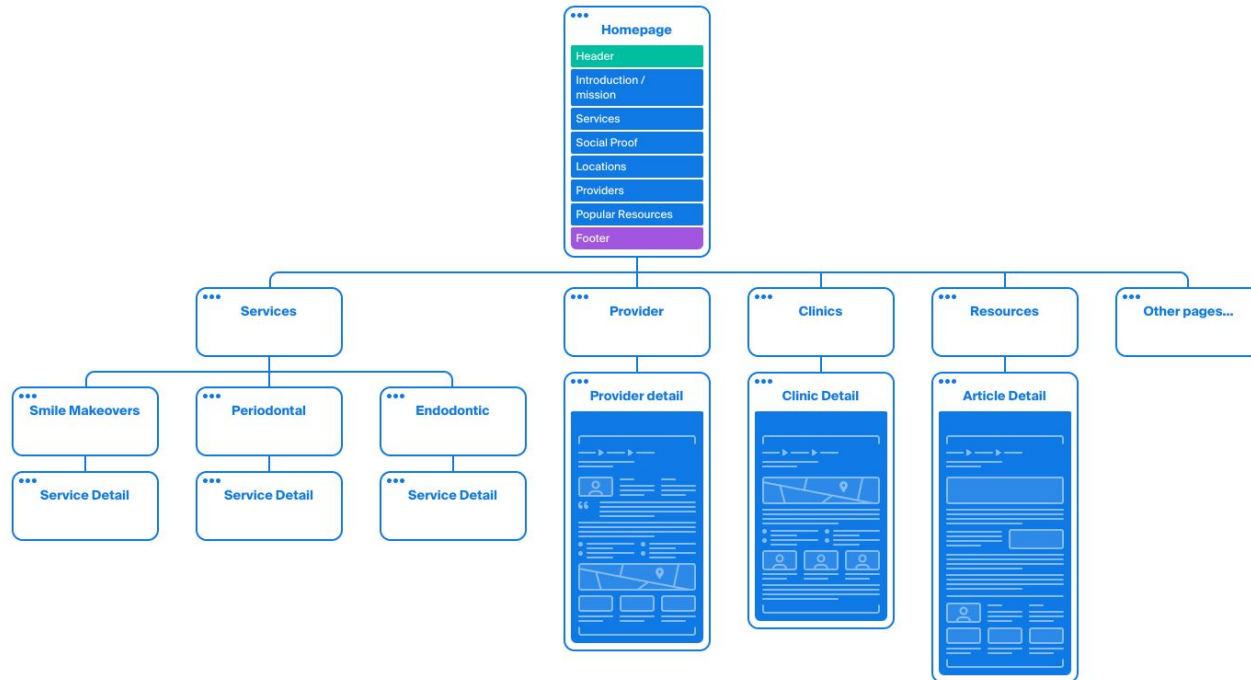 Homepage
Header
Introduction /
mission
Services
Social Proof
Locations
Providers
Popular Resources
Footer
Services
Provider
Clinics
Resources
Other pages...
Smile Makeovers
Periodontal
Endodontic
Provider detail
Clinic Detail
Article Detail
Service Detail
Service Detail
Service Detail